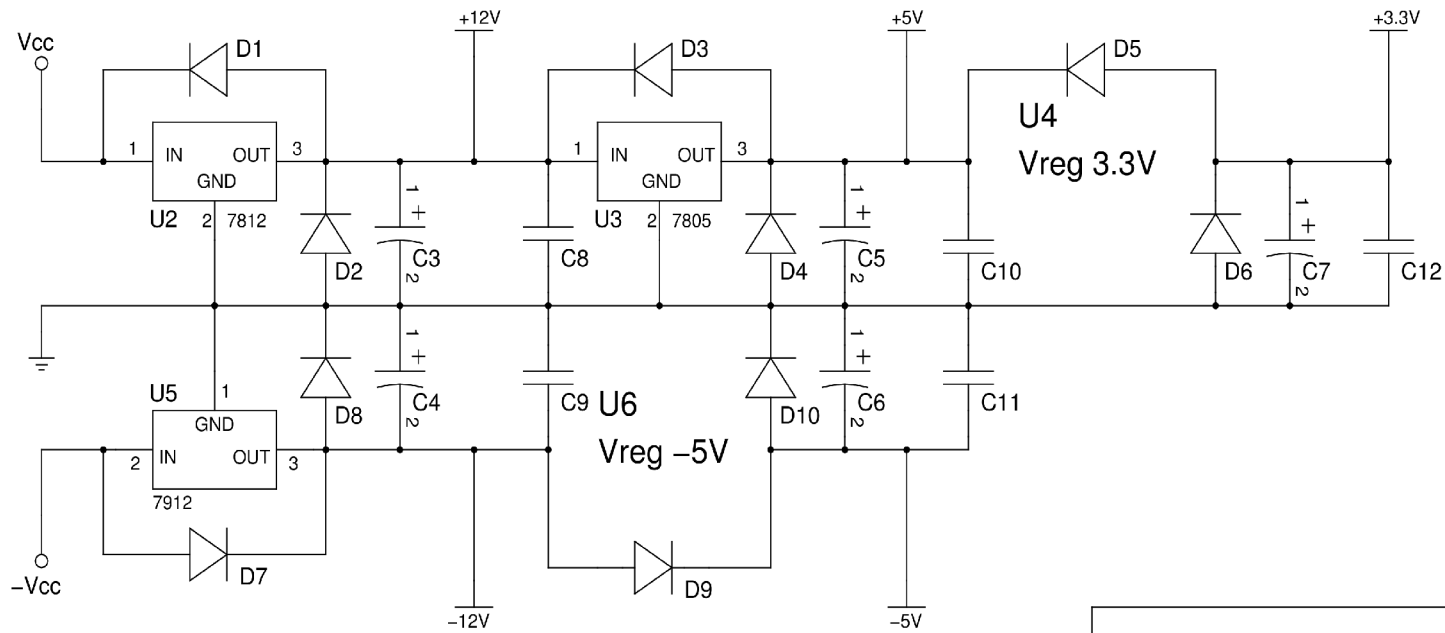 +12V
+5V
+3.3V
Vcc
D1
D3
D5
U4
Vreg 3.3V
1
IN
OUT
3
GND
U2
2
7812
1
IN
OUT
3
GND
U3
2
7805
1
+
C3
2
D2
C8
D4
1
+
C5
2
C10
D6
1
+
C7
2
C12
U5
1
GND
2
IN
OUT
3
7912
D8
1
+
C4
2
C9
U6
Vreg −5V
D10
1
+
C6
2
C11
−Vcc
D7
D9
−12V
−5V